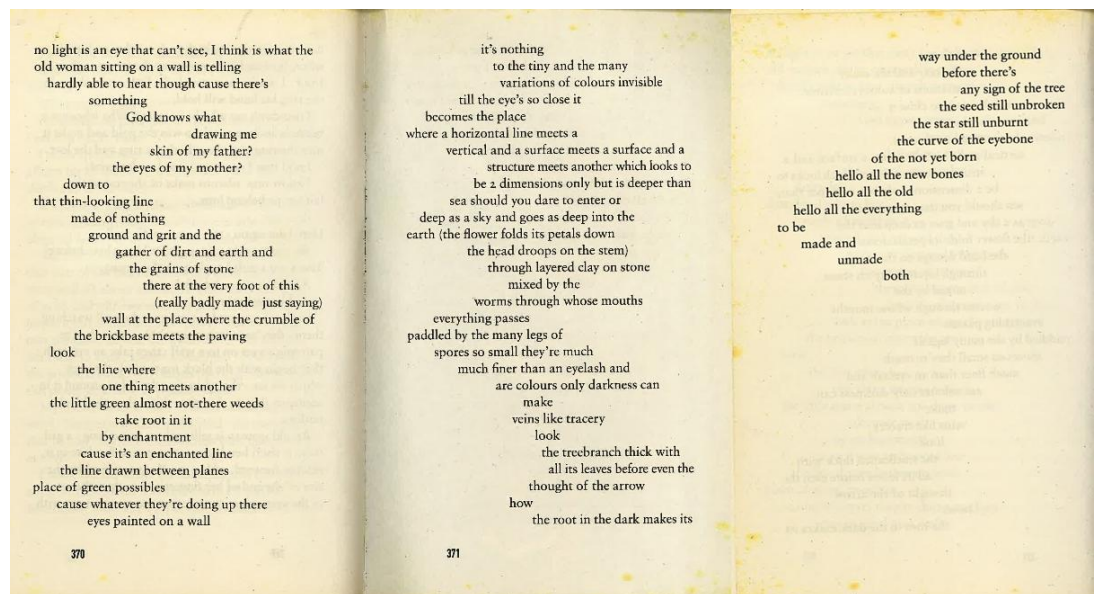 no light is an eye that can't see, I think is what the
old woman sitting on a wall is telling
hardly able to hear though cause there's
something
God knows what
drawing me
skin of my father?
the eyes of my mother?
down to
that thin-looking line
made of nothing
ground and grit and the
gather of dirt and earth and
the grains of stone
there at the very foot of this
(really badly made just saying)
wall at the place where the crumble of
the brickbase meets the paving
look
the line where
one thing meets another
the little green almost not-there weeds
take root in it
by enchantment
cause it's an enchanted line
the line drawn between planes
place of green possibles
cause whatever they're doing up there
eyes painted on a wall
370
it's nothing
to the tiny and the many
variations of colours invisible
till the eye's so close it
becomes the place
where a horizontal line meets a
vertical and a surface meets a surface and a
structure meets another which looks to
be 2 dimensions only but is deeper than
sea should you dare to enter or
deep as a sky and goes as deep into the
earth (the flower folds its petals down
the head droops on the stem)
through layered clay on stone
mixed by the
worms through whose mouths
everything passes
paddled by the many legs of
spores so small they're much
much finer than an eyelash and
are colours only darkness can
make
veins like tracery
look
the treebranch thick with
all its leaves before even the
thought of the arrow
how
the root in the dark makes its
371
way under the ground
before there's
any sign of the tree
the seed still unbroken
the star still unburnt
the curve of the eyebone
of the not yet born
hello all the new bones
hello all the old
hello all the everything
to be
made and
unmade
both